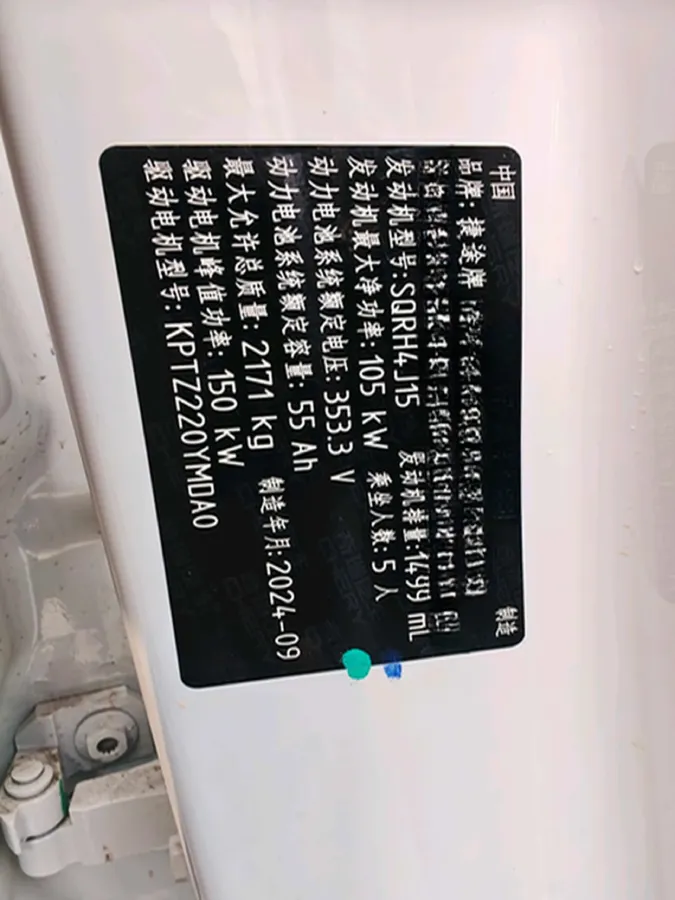 中国 制造
品牌: 捷途牌
发动机型号:SQRH4J15 发动机排量:1499 mL
发动机最大净功率: 105 kW 乘坐人数: 5 人
动力电池系统额定电压: 353.3 V
动力电池系统额定容量: 55 Ah 制造年月:2024-09
最大允许总质量: 2171 kg
驱动电机峰值功率: 150 kW
驱动电机型号: KPTZ220YMDA0